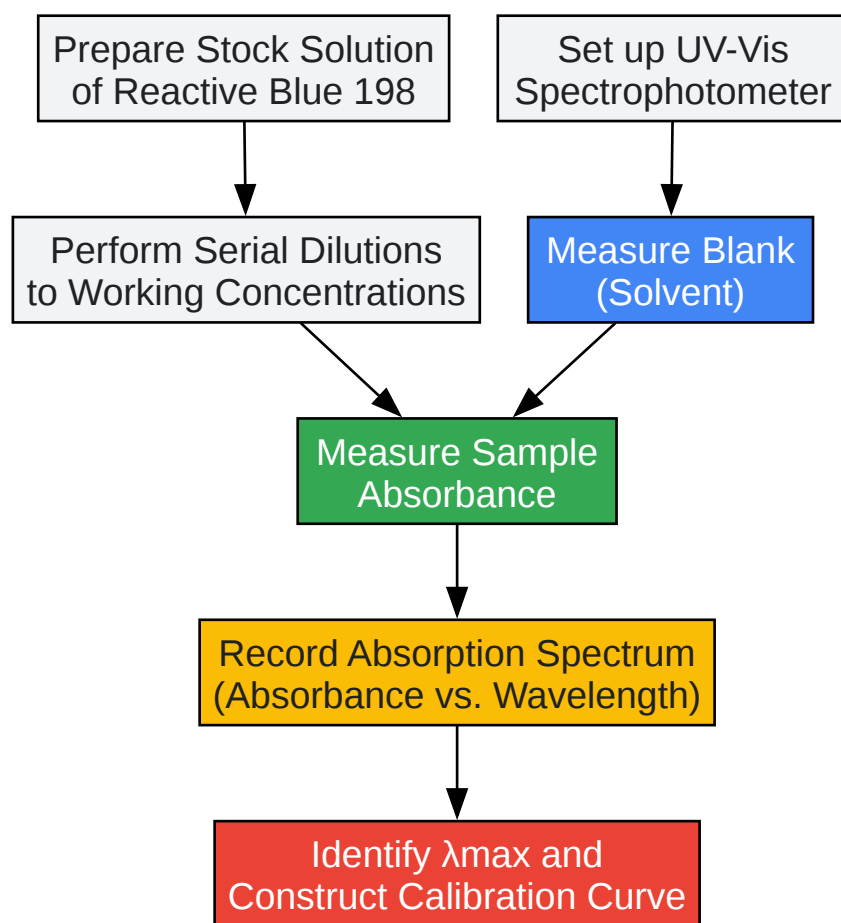 Prepare Stock Solution
of Reactive Blue 198
Set up UV-Vis
Spectrophotometer
Perform Serial Dilutions
to Working Concentrations
Measure Blank
(Solvent)
Measure Sample
Absorbance
Record Absorption Spectrum
(Absorbance vs. Wavelength)
Identify λmax and
Construct Calibration Curve